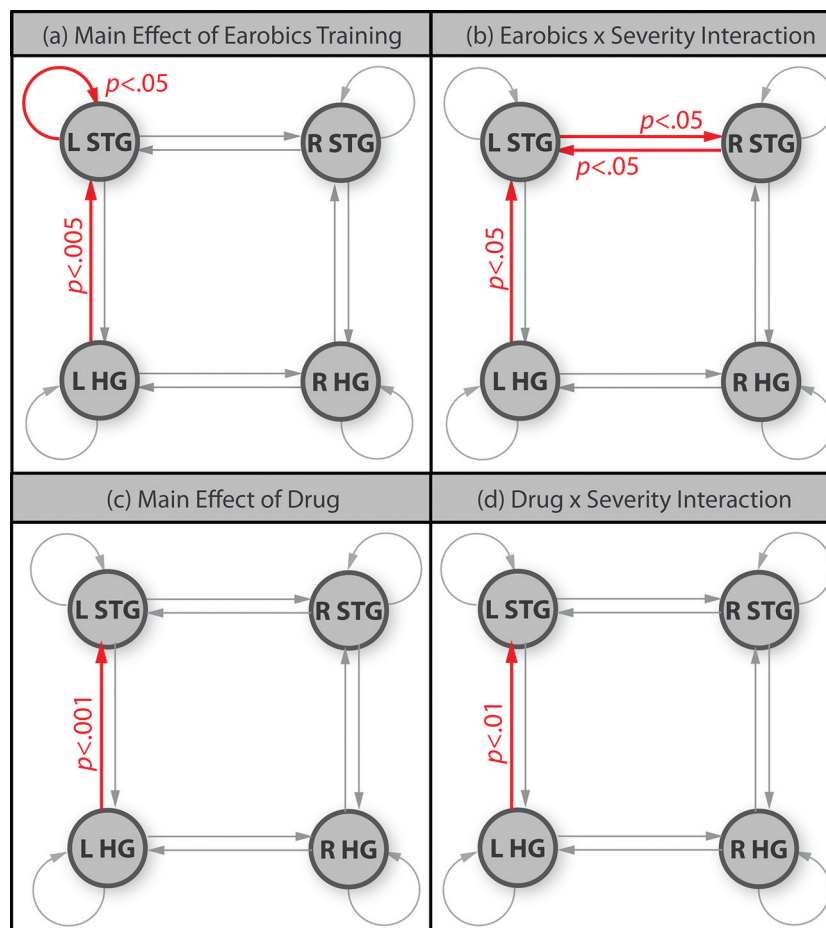 (a) Main Effect of Earobics Training
p<.05
L STG
R STG
p<.005
L HG
R HG
(b) Earobics x Severity Interaction
p<.05
L STG
R STG
p<.05
p<.05
L HG
R HG
(c) Main Effect of Drug
L STG
R STG
p<.001
L HG
R HG
(d) Drug x Severity Interaction
L STG
R STG
p<.01
L HG
R HG